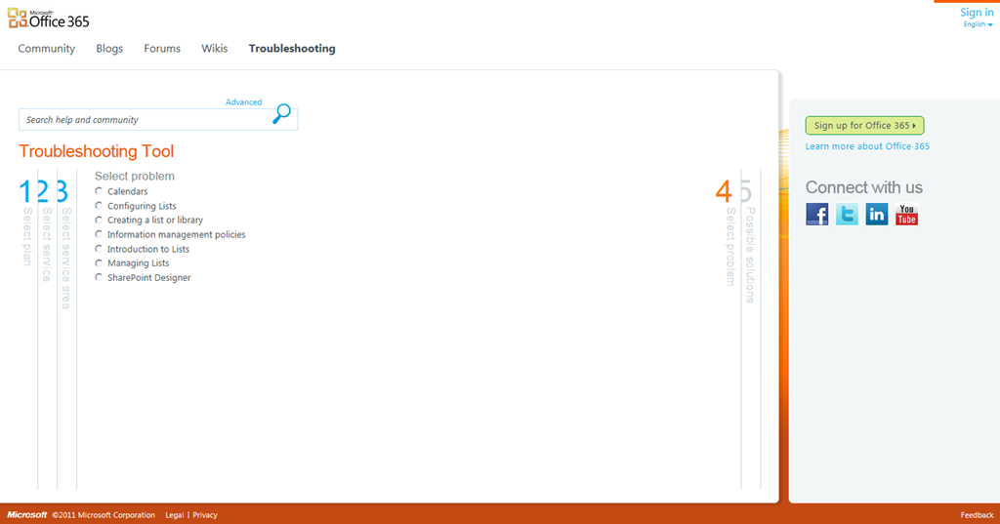 Microsoft
Office 365
Sign in
English
Community Blogs Forums Wikis Troubleshooting
Advanced
Search help and community
Troubleshooting Tool
1 Select plan
2 Select service
3 Select service area
Select problem
Calendars
Configuring Lists
Creating a list or library
Information management policies
Introduction to Lists
Managing Lists
SharePoint Designer
4 Select problem
5 Possible solutions
Sign up for Office 365
Learn more about Office 365
Connect with us
f t in You Tube
Microsoft ©2011 Microsoft Corporation Legal | Privacy Feedback